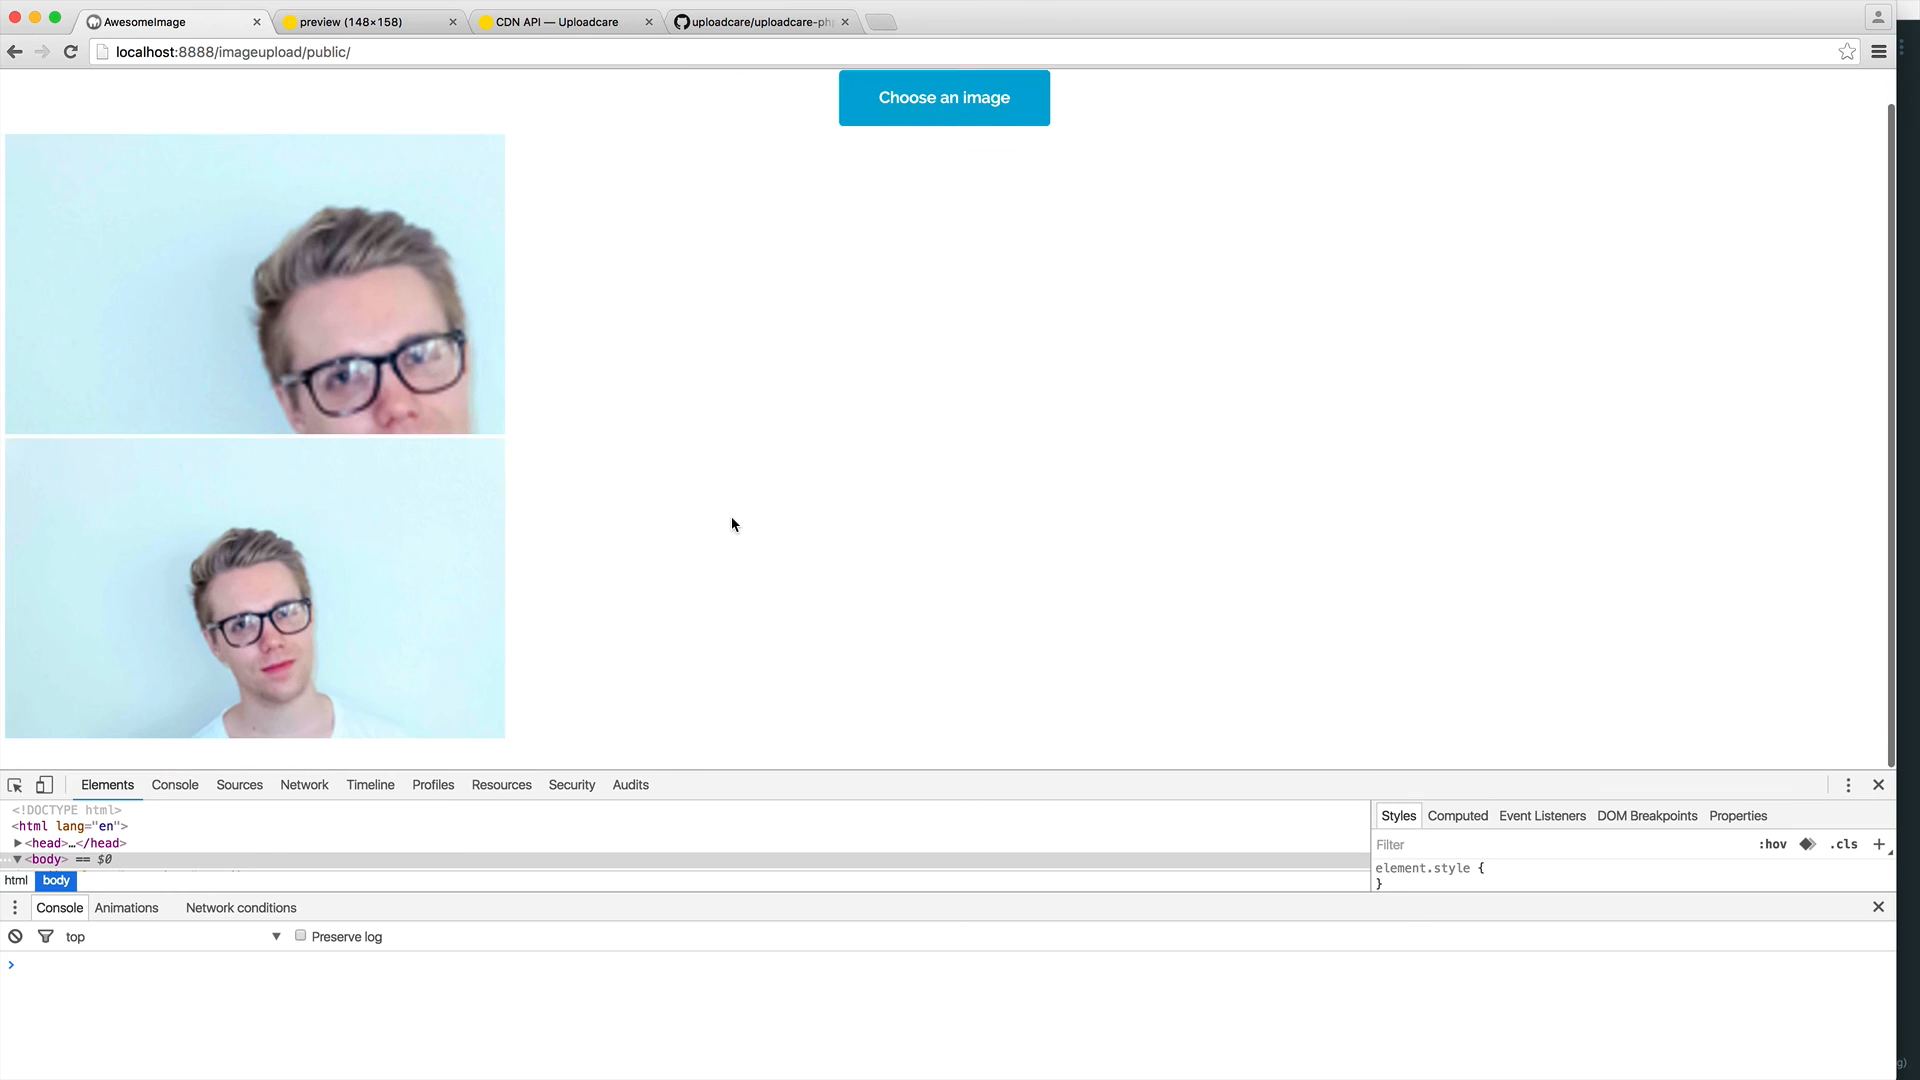 AwesomeImage
preview (148×158)
CDN API — Uploadcare
uploadcare/uploadcare-ph
localhost:8888/imageupload/public/
Choose an image
Elements Console Sources Network Timeline Profiles Resources Security Audits
<!DOCTYPE html>
<html lang="en">
<head>…</head>
<body> == $0
html body
Styles Computed Event Listeners DOM Breakpoints Properties
Filter :hov .cls +
element.style {
}
Console Animations Network conditions
top Preserve log